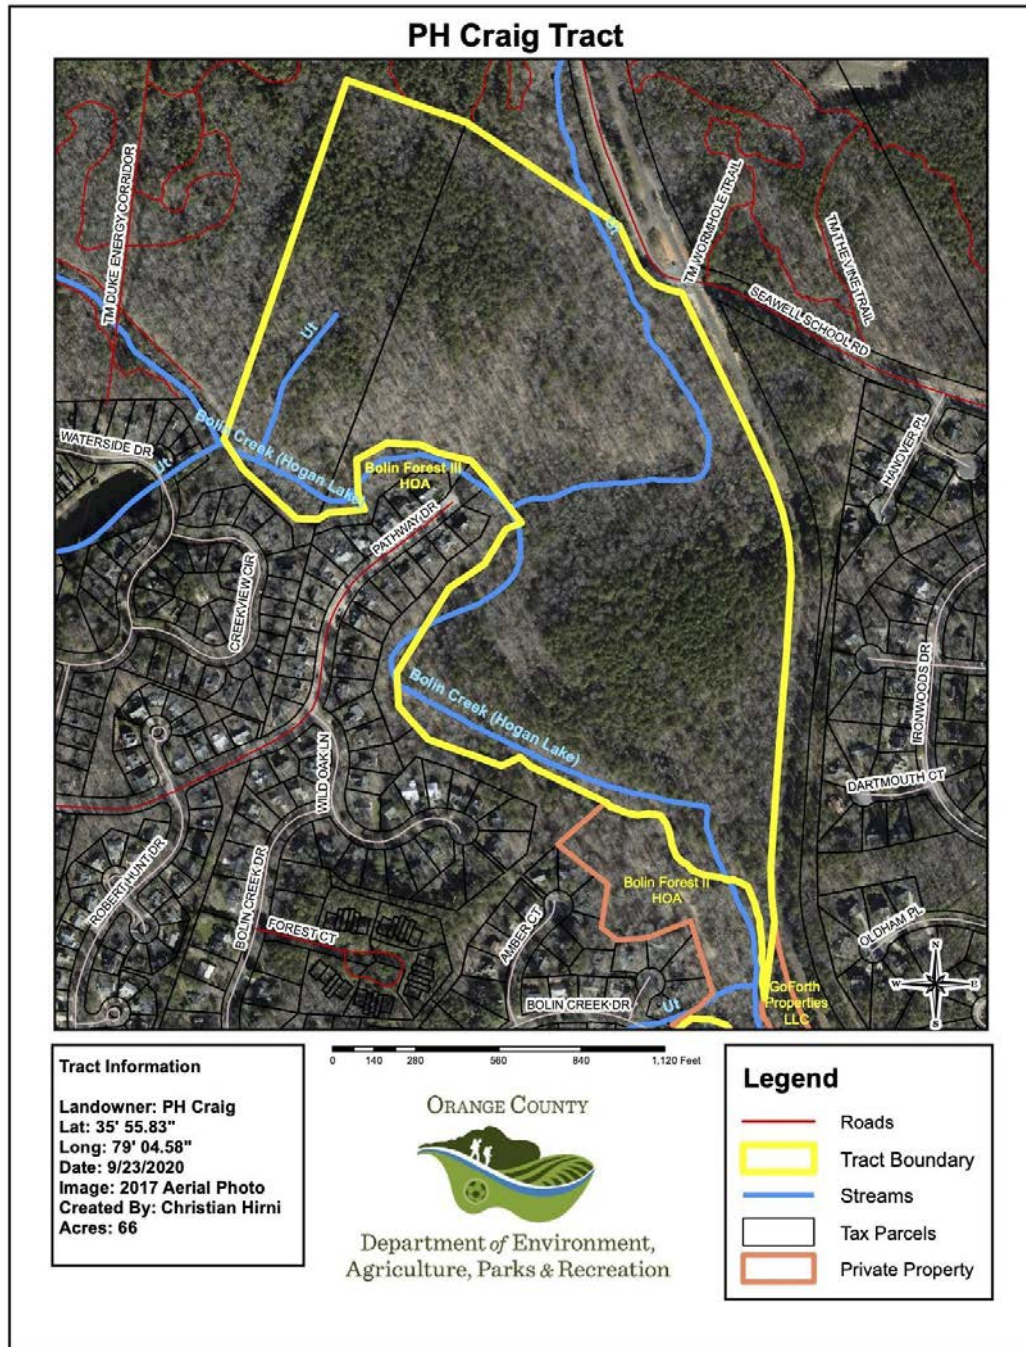 PH Craig Tract
TM DUKE ENERGY CORRIDOR
Ut
TM WORMHOLE TRAIL
TM THE VINE TRAIL
SEAWELL SCHOOL RD
Ut
WATERSIDE DR
Ut
Bolin Creek (Hogan Lake)
Bolin Forest III
HOA
PATHWAY DR
HANOVER PL
CREEKVIEW CIR
Bolin Creek (Hogan Lake)
IRONWOODS DR
WILD OAK LN
DARTMOUTH CT
ROBERT HUNT DR
BOLIN CREEK DR
FOREST CT
AMBER CT
Bolin Forest II
HOA
OLDHAM PL
BOLIN CREEK DR
Ut
GoForth
Properties
LLC
N
W
E
S
Tract Information
Landowner: PH Craig
Lat: 35' 55.83"
Long: 79' 04.58"
Date: 9/23/2020
Image: 2017 Aerial Photo
Created By: Christian Hirni
Acres: 66
0 140 280 560 840 1,120 Feet
ORANGE COUNTY
Department of Environment,
Agriculture, Parks & Recreation
Legend
Roads
Tract Boundary
Streams
Tax Parcels
Private Property